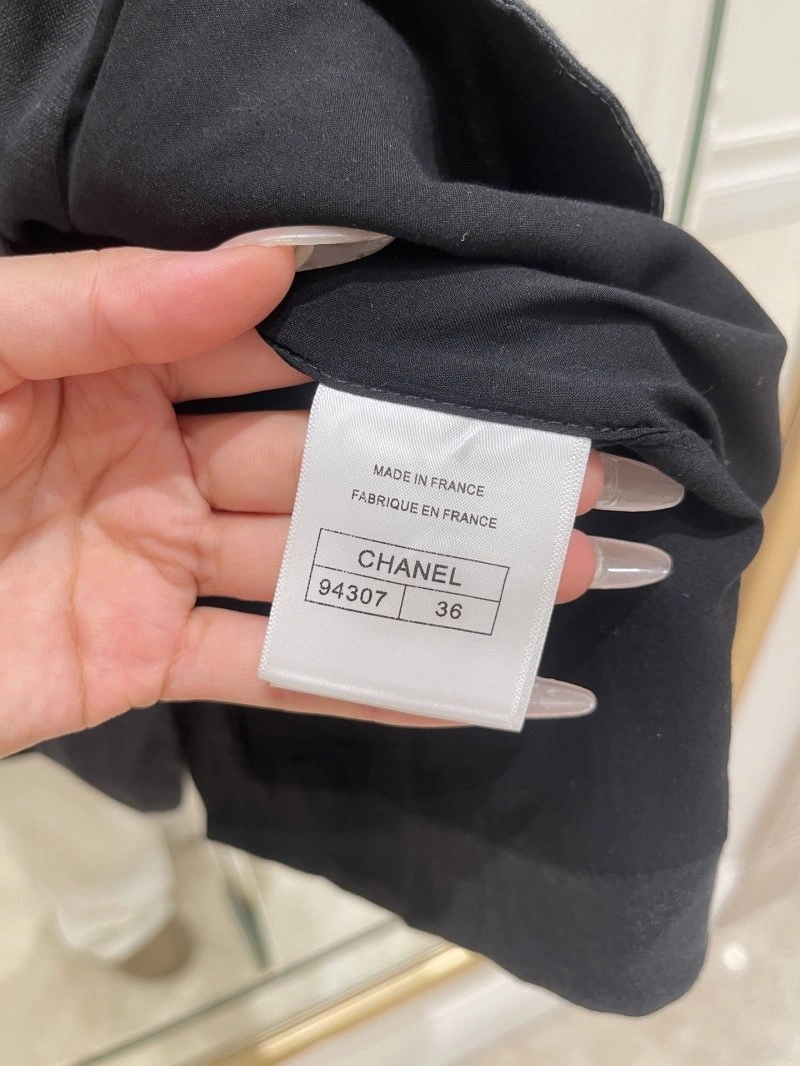 MADE IN FRANCE
FABRIQUE EN FRANCE
CHANEL
94307 36